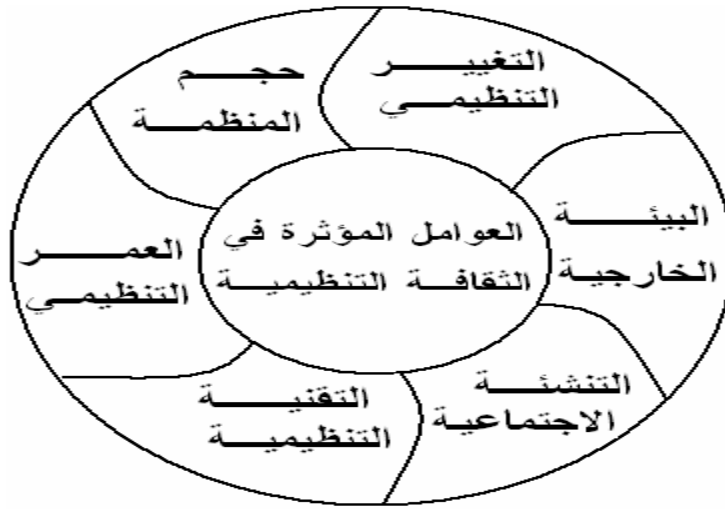 العوامل المؤثرة في
الثقافة التنظيمية
التغيير
التنظيمي
البيئة
الخارجية
التنشئة
الاجتماعية
التقنية
التنظيمية
العمر
التنظيمي
حجم
المنظمة